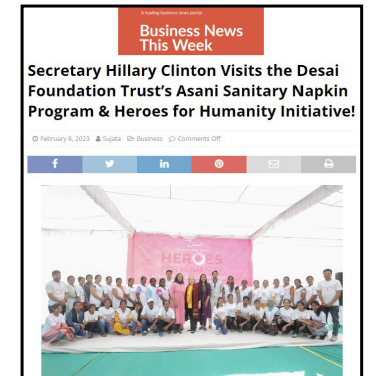 A leading business news portal
Business News
This Week
Secretary Hillary Clinton Visits the Desai
Foundation Trust's Asani Sanitary Napkin
Program & Heroes for Humanity Initiative!
February 8, 2023 Sujata Business Comments Off
HEROES